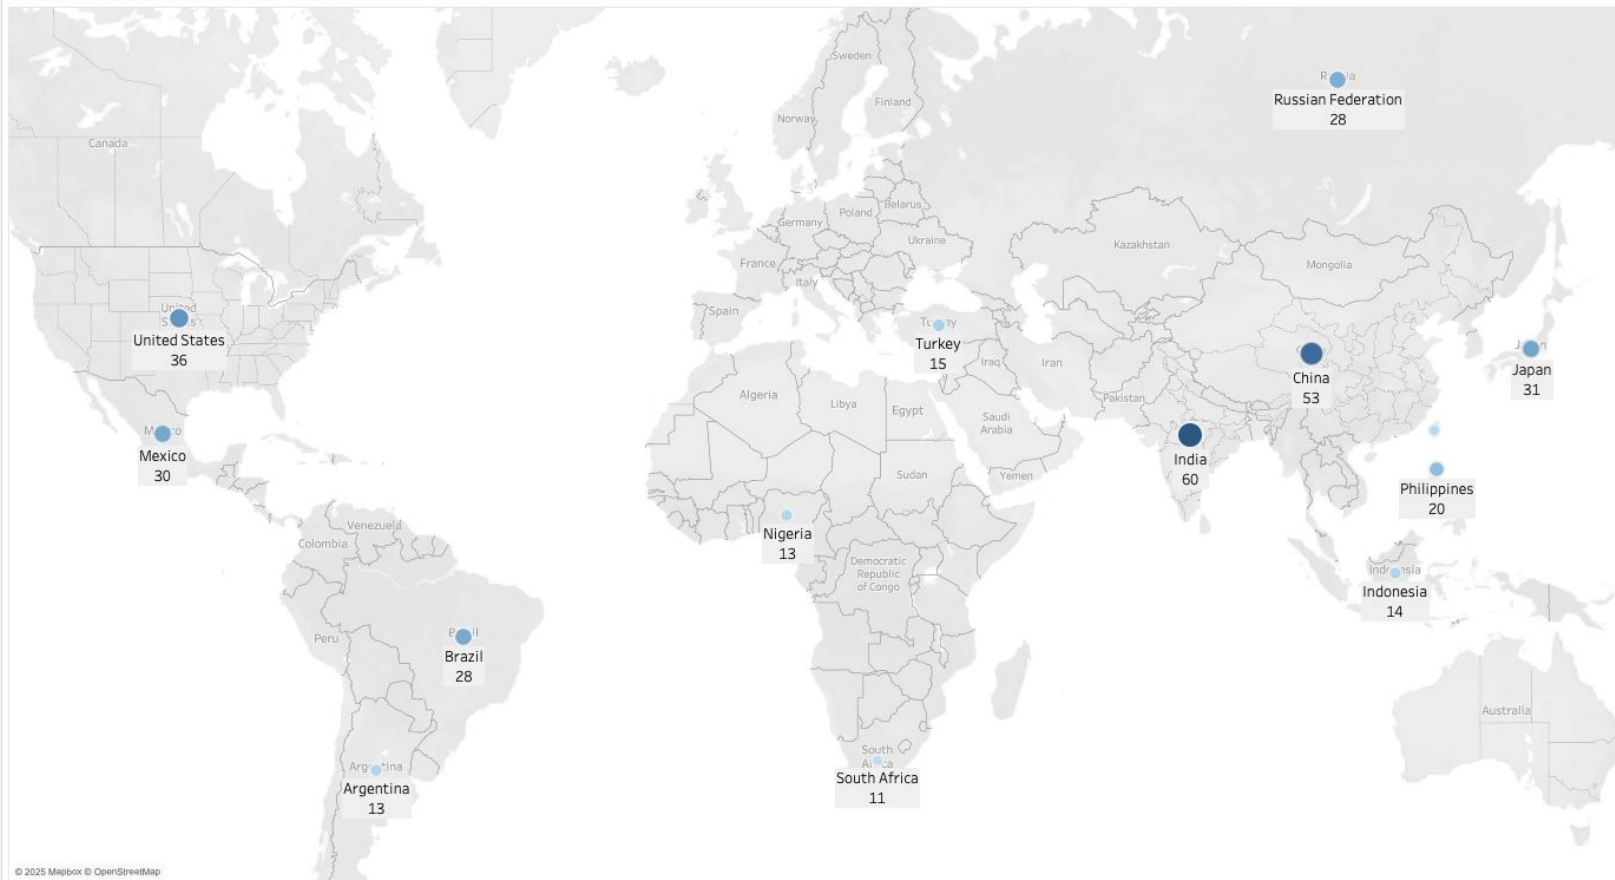 Sweden
Finland
Norway
Russian Federation
28
Canada
Germany
Poland
Belarus
Ukraine
France
Italy
Spain
Kazakhstan
Mongolia
United
United States
36
Turkey
15
Iraq
Iran
Pakistan
China
53
Japan
31
Algeria
Libya
Egypt
Saudi
Arabia
Mexico
30
India
60
Sudan
Yemen
Philippines
20
Nigeria
13
Venezuela
Colombia
Democratic
Republic
of Congo
Indonesia
14
Peru
Brazil
28
Australia
South
South Africa
11
Argentina
13
© 2025 Mapbox © OpenStreetMap